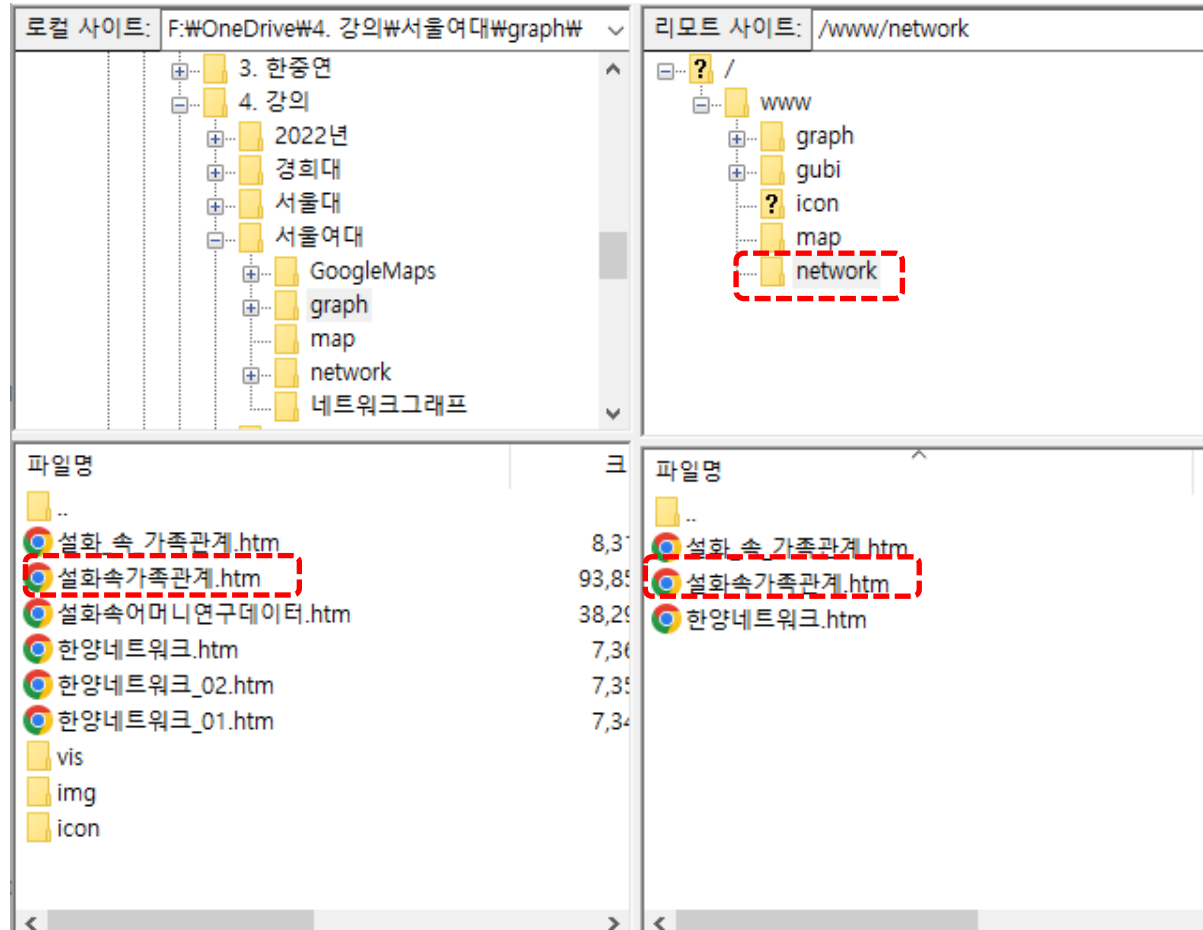 로컬 사이트: F:₩OneDrive₩4. 강의₩서울여대₩graph₩
3. 한중연
4. 강의
2022년
경희대
서울대
서울여대
GoogleMaps
graph
map
network
네트워크그래프
리모트 사이트: /www/network
/
www
graph
gubi
icon
map
network
파일명 크
..
설화_속_가족관계.htm 8,37
설화속가족관계.htm 93,85
설화속어머니연구데이터.htm 38,29
한양네트워크.htm 7,36
한양네트워크_02.htm 7,35
한양네트워크_01.htm 7,34
vis
img
icon
파일명
..
설화_속_가족관계.htm
설화속가족관계.htm
한양네트워크.htm